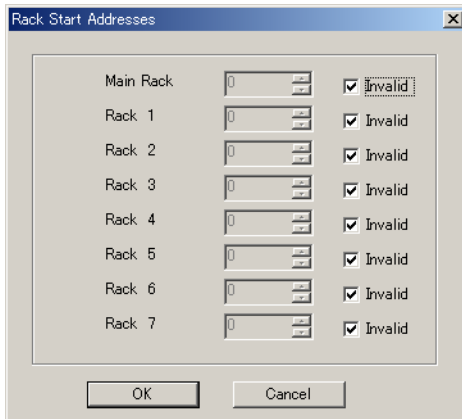 Rack Start Addresses
Main Rack 0 Invalid
Rack 1 0 Invalid
Rack 2 0 Invalid
Rack 3 0 Invalid
Rack 4 0 Invalid
Rack 5 0 Invalid
Rack 6 0 Invalid
Rack 7 0 Invalid
OK Cancel